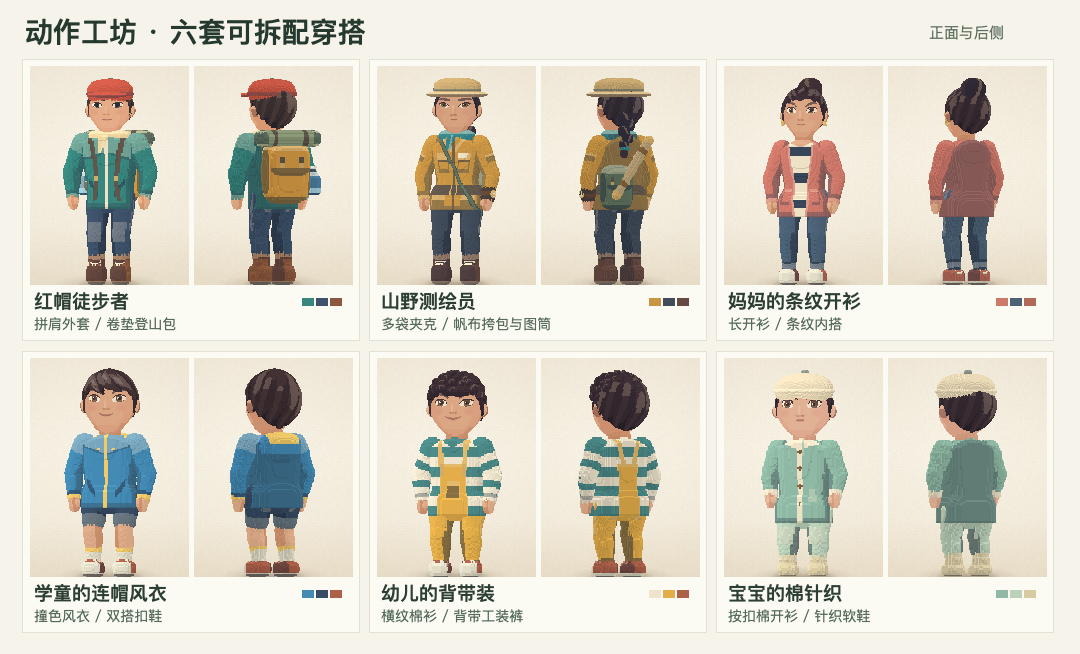 动作工坊 · 六套可拆配穿搭
正面与后侧
红帽徒步者
拼肩外套 / 卷垫登山包
山野测绘员
多袋夹克 / 帆布挎包与图筒
妈妈的条纹开衫
长开衫 / 条纹内搭
学童的连帽风衣
撞色风衣 / 双搭扣鞋
幼儿的背带装
横纹棉衫 / 背带工装裤
宝宝的棉针织
按扣棉开衫 / 针织软鞋